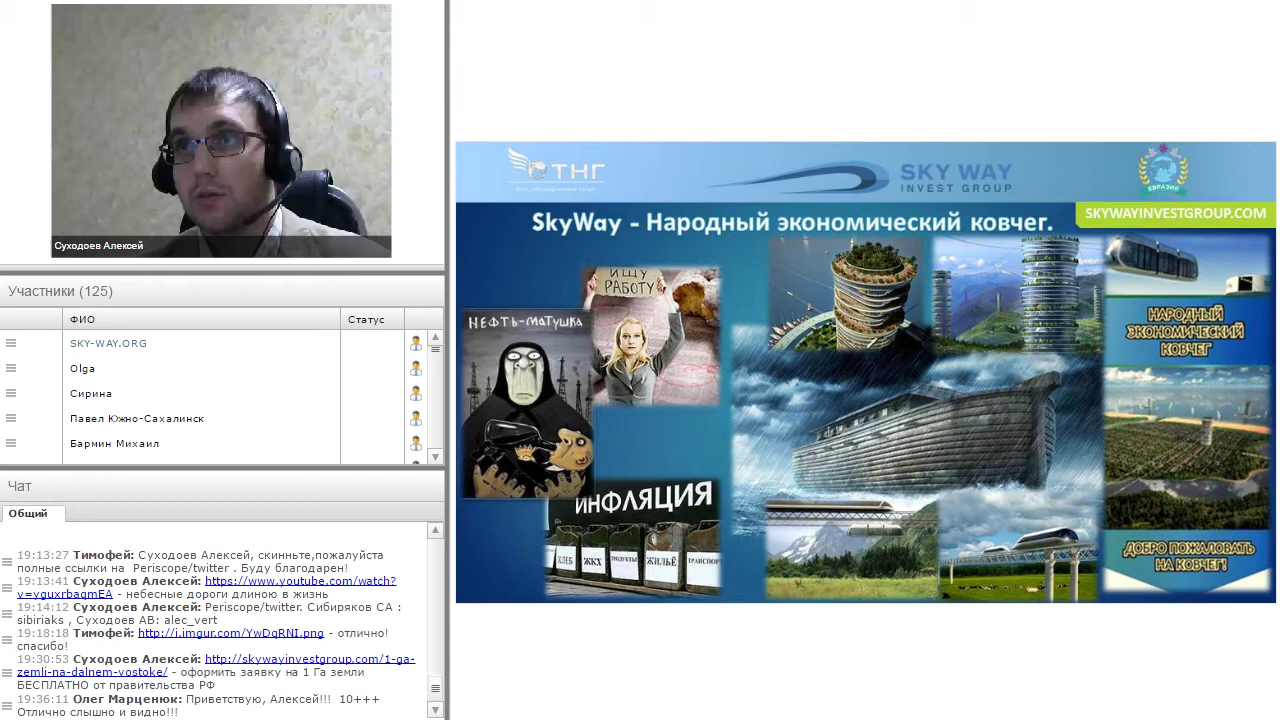 Суходоев Алексей
Участники (125)
ФИО
Статус
SKY-WAY.ORG
Olga
Сирина
Павел Южно-Сахалинск
Бармин Михаил
Чат
Общий
19:13:27 Тимофей: Суходоев Алексей, скинньте,пожалуйста
полные ссылки на Periscope/twitter . Буду благодарен!
19:13:41 Суходоев Алексей: https://www.youtube.com/watch?
v=yguxrbaqmEA - небесные дороги длиною в жизнь
19:14:12 Суходоев Алексей: Periscope/twitter. Сибиряков СА :
sibiriaks , Суходоев АВ: alec_vert
19:18:18 Тимофей: http://i.imgur.com/YwDqRNI.png - отлично!
спасибо!
19:30:53 Суходоев Алексей: http://skywayinvestgroup.com/1-ga-
zemli-na-dalnem-vostoke/ - оформить заявку на 1 Га земли
БЕСПЛАТНО от правительства РФ
19:36:11 Олег Марценюк: Приветствую, Алексей!!! 10+++
Отлично слышно и видно!!!
ТНГ
SKY WAY
INVEST GROUP
ЕВРАЗИЯ
SKYWAYINVESTGROUP.COM
SkyWay - Народный экономический ковчег.
ИЩУ
РАБОТУ
НЕФТЬ-МАТУШКА
ИНФЛЯЦИЯ
ХЛЕБ
ЖКХ
ПРОДУКТЫ
ЖИЛЬЁ
ТРАНСПОРТ
НАРОДНЫЙ
ЭКОНОМИЧЕСКИЙ
КОВЧЕГ
ДОБРО ПОЖАЛОВАТЬ
НА КОВЧЕГ!